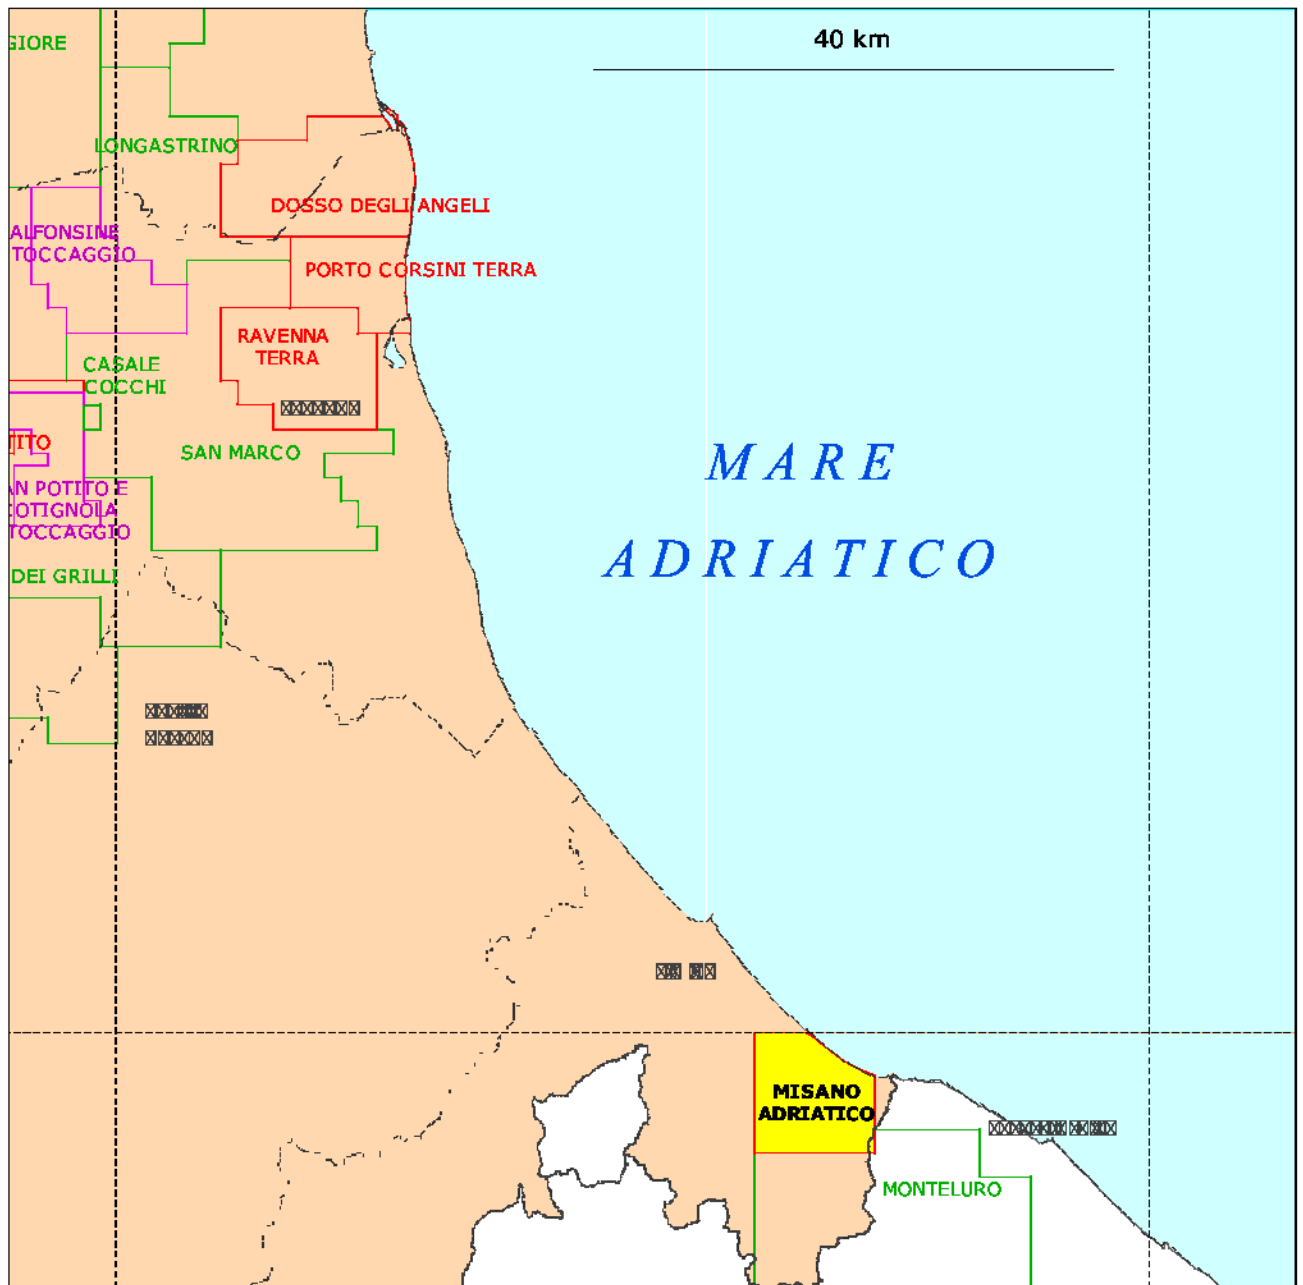 GIORE
40 km
LONGASTRINO
DOSSO DEGLI ANGELI
ALFONSINE
TOCCAGGIO
PORTO CORSINI TERRA
RAVENNA
TERRA
CASALE
COCCHI
TITO
SAN MARCO
MARE
AN POTITO E
COTIGNOLA
TOCCAGGIO
ADRIATICO
DEI GRILLI
MISANO
ADRIATICO
MONTELURO